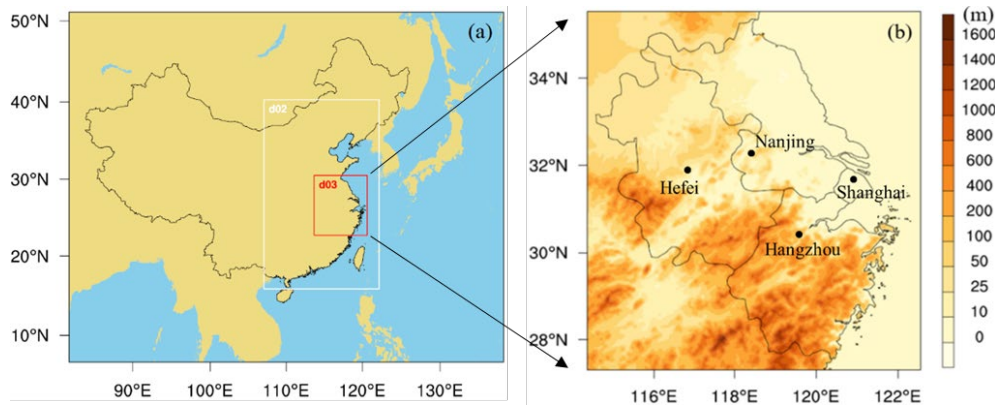 50°N
40°N
30°N
20°N
10°N
90°E
100°E
110°E
120°E
130°E
(a)
d02
d03
(b)
34°N
32°N
30°N
28°N
116°E
118°E
120°E
122°E
Nanjing
Hefei
Shanghai
Hangzhou
(m)
1600
1400
1200
1000
800
600
400
200
100
50
25
10
0